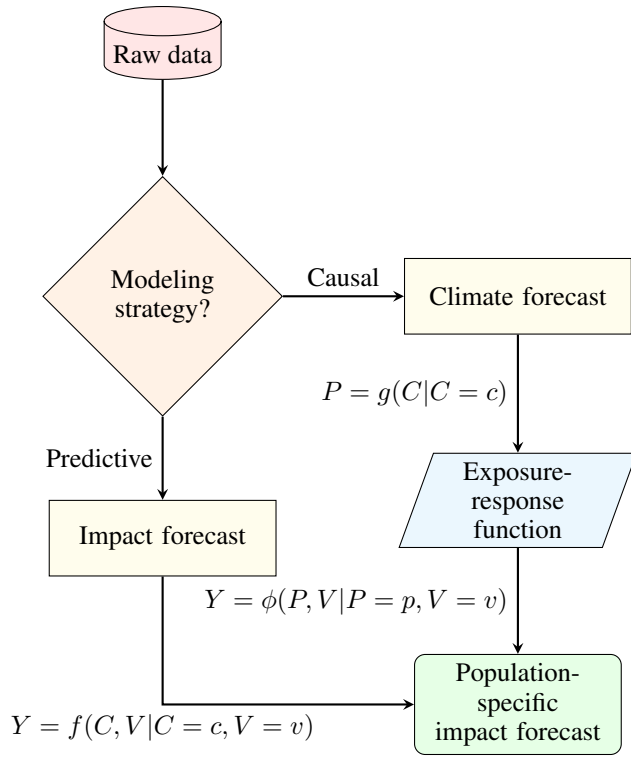 Raw data
Modeling
strategy?
Causal
Climate forecast
P = g(C|C = c)
Predictive
Exposure-
response
function
Impact forecast
Y = ϕ(P, V|P = p, V = v)
Population-
specific
impact forecast
Y = f(C, V|C = c, V = v)